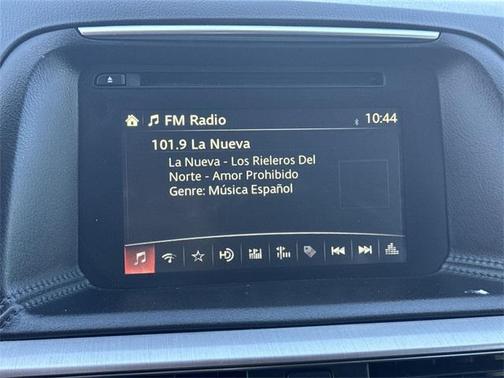 FM Radio 10:44
101.9 La Nueva
La Nueva - Los Rieleros Del
Norte - Amor Prohibido
Genre: Música Español
HD